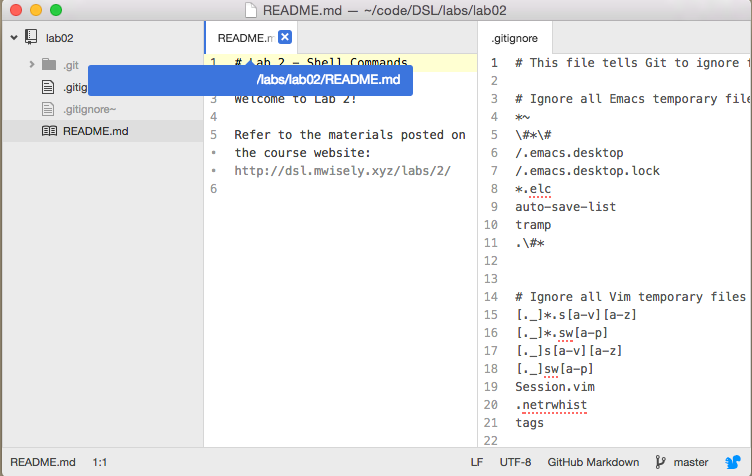 README.md — ~/code/DSL/labs/lab02
lab02
.git
.gitig
.gitignore~
README.md
README.m
/labs/lab02/README.md
1 # Lab 2 - Shell Commands
3 Welcome to Lab 2!
4
5 Refer to the materials posted on
• the course website:
• http://dsl.mwisely.xyz/labs/2/
6
.gitignore
1 # This file tells Git to ignore
2
3 # Ignore all Emacs temporary file
4 *~
5 \#*\#
6 /.emacs.desktop
7 /.emacs.desktop.lock
8 *.elc
9 auto-save-list
10 tramp
11 .\#*
12
13
14 # Ignore all Vim temporary files
15 [._]*.s[a-v][a-z]
16 [._]*.sw[a-p]
17 [._]s[a-v][a-z]
18 [._]sw[a-p]
19 Session.vim
20 .netrwhist
21 tags
22
README.md 1:1 LF UTF-8 GitHub Markdown master